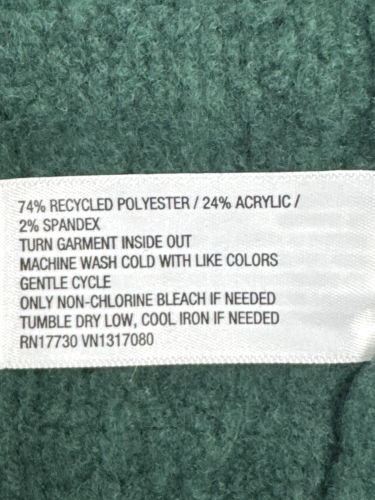 74% RECYCLED POLYESTER / 24% ACRYLIC /
2% SPANDEX
TURN GARMENT INSIDE OUT
MACHINE WASH COLD WITH LIKE COLORS
GENTLE CYCLE
ONLY NON-CHLORINE BLEACH IF NEEDED
TUMBLE DRY LOW, COOL IRON IF NEEDED
RN17730 VN1317080